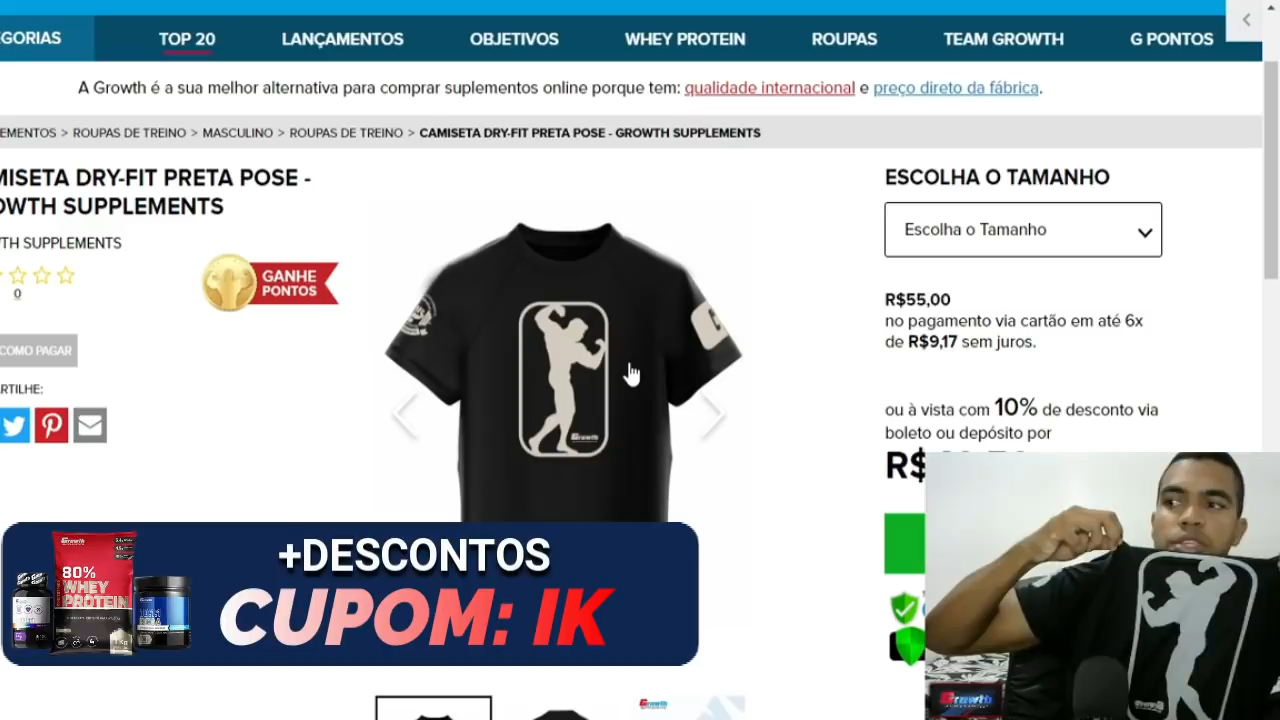 GORIAS
TOP 20
LANÇAMENTOS
OBJETIVOS
WHEY PROTEIN
ROUPAS
TEAM GROWTH
G PONTOS
A Growth é a sua melhor alternativa para comprar suplementos online porque tem: qualidade internacional e preço direto da fábrica.
EMENTOS > ROUPAS DE TREINO > MASCULINO > ROUPAS DE TREINO > CAMISETA DRY-FIT PRETA POSE - GROWTH SUPPLEMENTS
MISETA DRY-FIT PRETA POSE -
OWTH SUPPLEMENTS
TH SUPPLEMENTS
0
GANHE
PONTOS
COMO PAGAR
RTILHE:
G
Growth
ESCOLHA O TAMANHO
Escolha o Tamanho
R$55,00
no pagamento via cartão em até 6x
de R$9,17 sem juros.
ou à vista com 10% de desconto via
boleto ou depósito por
R$
+DESCONTOS
CUPOM: IK
Growth
80%
WHEY
PROTEIN
Growth
Growth